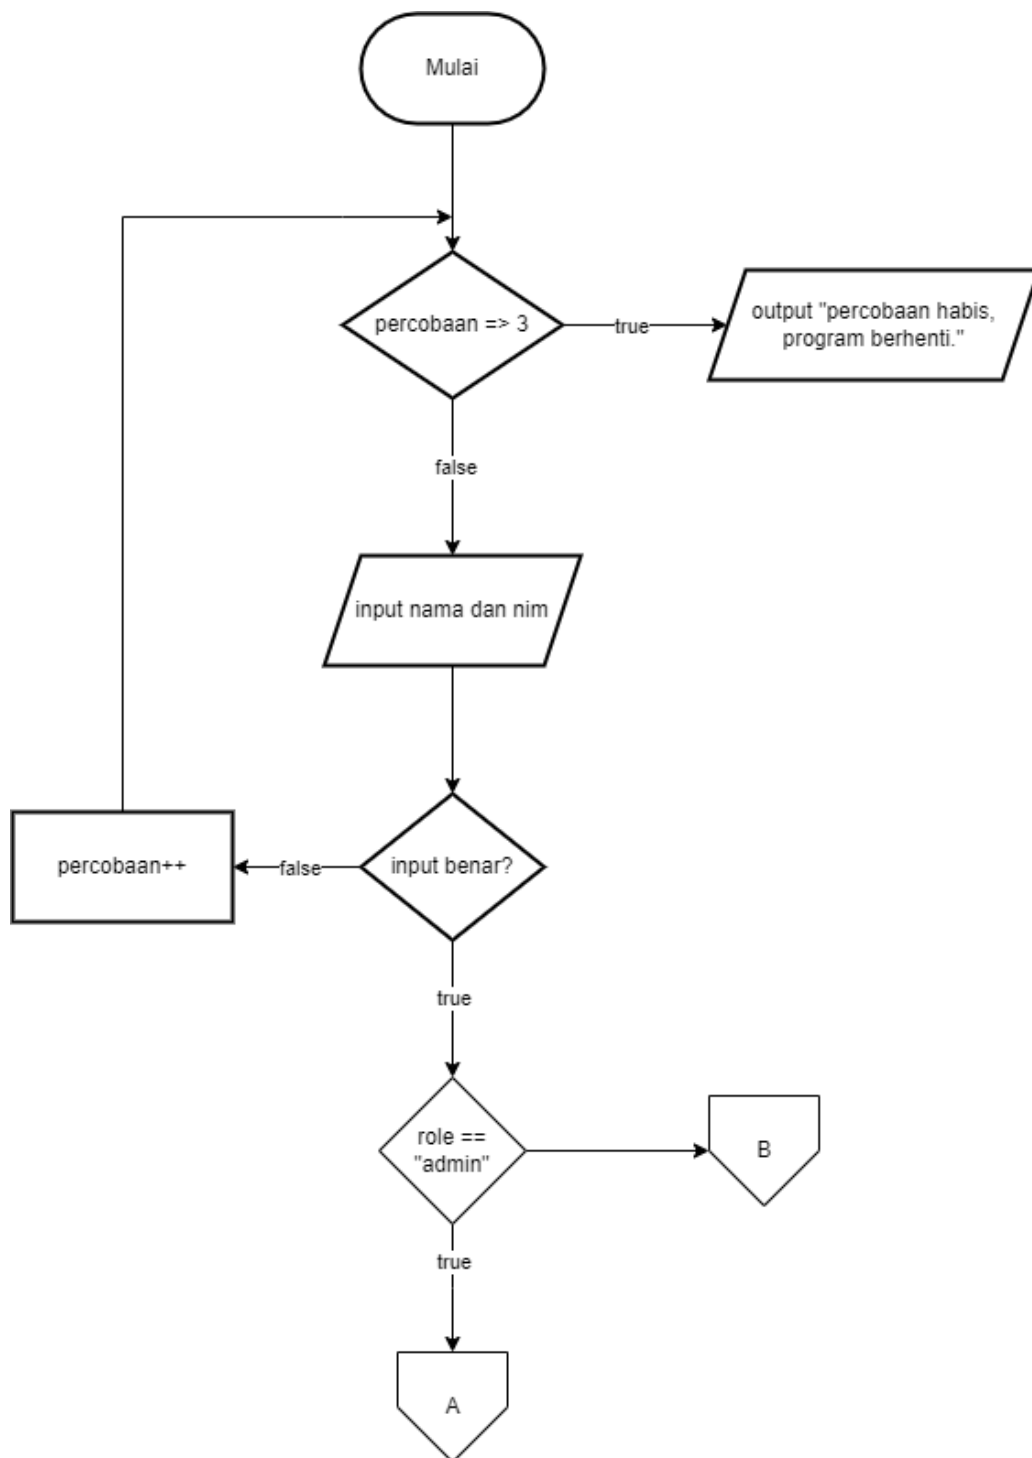 Mulai
percobaan => 3
true
output "percobaan habis,
program berhenti."
false
input nama dan nim
percobaan++
false
input benar?
true
role ==
"admin"
B
true
A